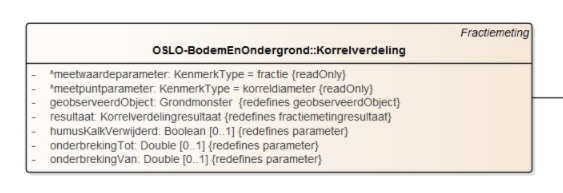 Fractiemeting
OSLO-BodemEnOndergrond::Korrelverdeling
- ^meetwaardeparameter: KenmerkType = fractie {readOnly}
- ^meetpuntparameter: KenmerkType = korreldiameter {readOnly}
- geobserveerdObject: Grondmonster {redefines geobserveerdObject}
- resultaat: Korrelverdelingresultaat {redefines fractiemetingresultaat}
- humusKalkVerwijderd: Boolean [0..1] {redefines parameter}
- onderbrekingTot: Double [0..1] {redefines parameter}
- onderbrekingVan: Double [0..1] {redefines parameter}